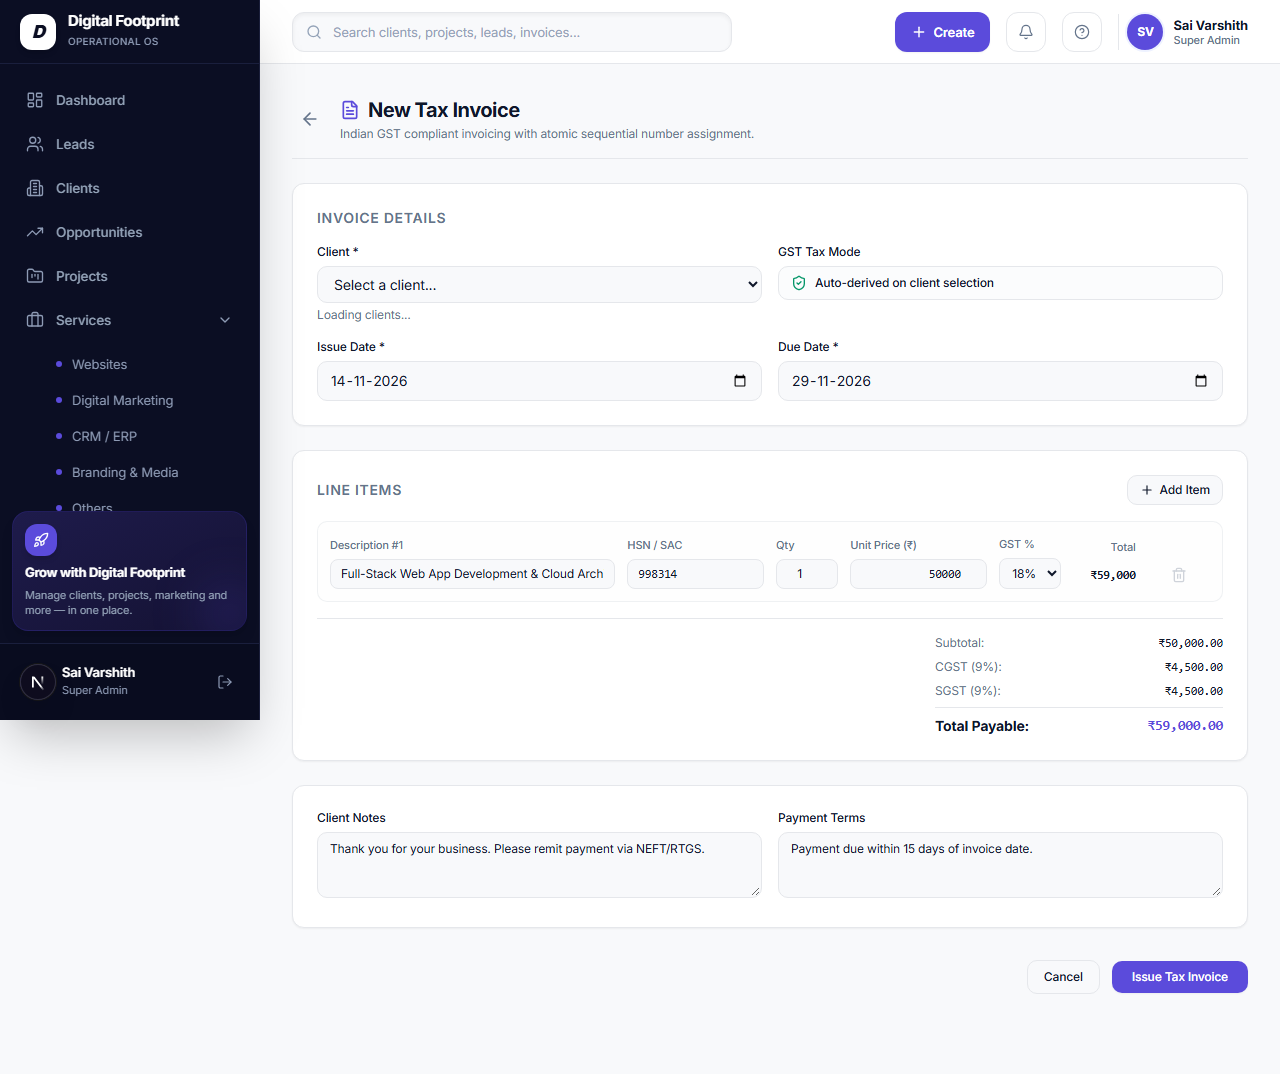 D
Digital Footprint
OPERATIONAL OS
Dashboard
Leads
Clients
Opportunities
Projects
Services
Websites
Digital Marketing
CRM / ERP
Branding & Media
Others
Grow with Digital Footprint
Manage clients, projects, marketing and
more — in one place.
N
Sai Varshith
Super Admin
Search clients, projects, leads, invoices...
Create
SV
Sai Varshith
Super Admin
New Tax Invoice
Indian GST compliant invoicing with atomic sequential number assignment.
INVOICE DETAILS
Client *
Select a client...
Loading clients...
GST Tax Mode
Auto-derived on client selection
Issue Date *
14-11-2026
Due Date *
29-11-2026
LINE ITEMS
Add Item
Description #1
HSN / SAC
Qty
Unit Price (₹)
GST %
Total
Full-Stack Web App Development & Cloud Arch
998314
1
50000
18%
₹59,000
Subtotal: ₹50,000.00
CGST (9%): ₹4,500.00
SGST (9%): ₹4,500.00
Total Payable: ₹59,000.00
Client Notes
Thank you for your business. Please remit payment via NEFT/RTGS.
Payment Terms
Payment due within 15 days of invoice date.
Cancel
Issue Tax Invoice